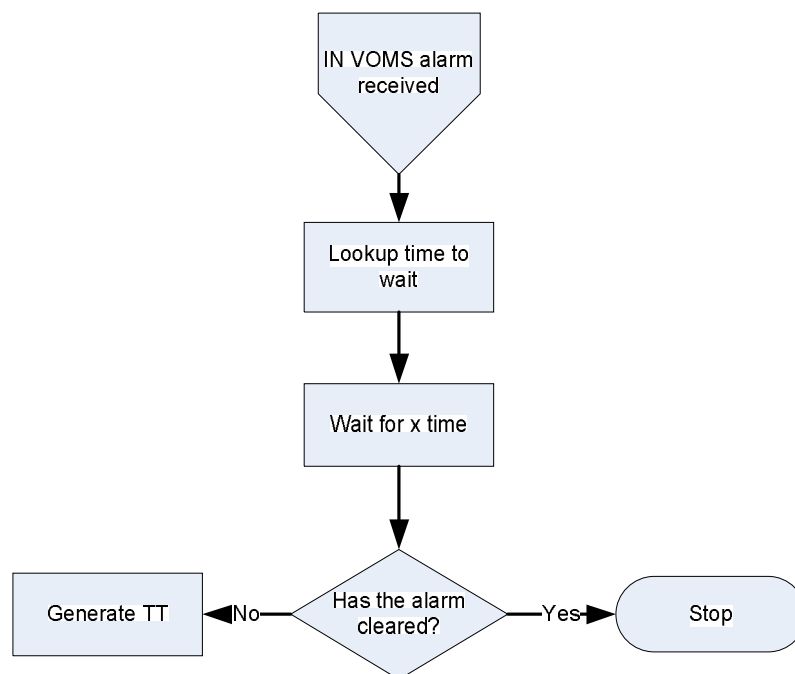 IN VOMS alarm
received
Lookup time to
wait
Wait for x time
Has the alarm
cleared?
No
Generate TT
Yes
Stop